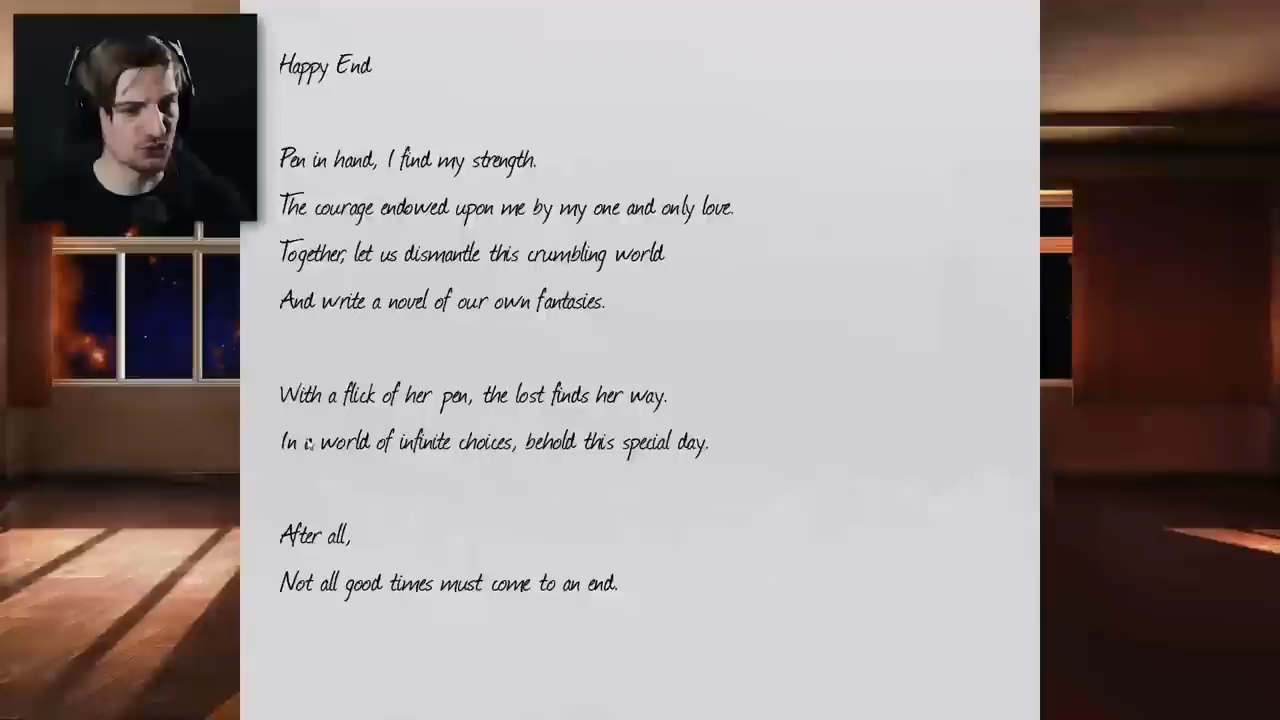 Happy End
Pen in hand, I find my strength.
The courage endowed upon me by my one and only love.
Together, let us dismantle this crumbling world
And write a novel of our own fantasies.
With a flick of her pen, the lost finds her way.
In a world of infinite choices, behold this special day.
After all,
Not all good times must come to an end.